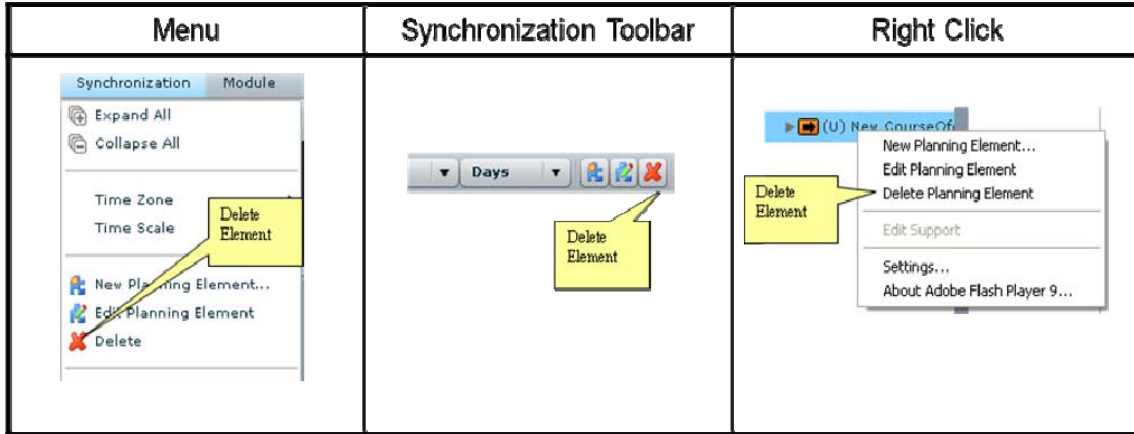 Menu
Synchronization Toolbar
Right Click
Synchronization Module
Expand All
Collapse All
Time Zone
Time Scale
Delete
Element
New Planning Element...
Edit Planning Element
Delete
Days
Delete
Element
(U) New CourseOf
New Planning Element...
Edit Planning Element
Delete Planning Element
Delete
Element
Edit Support
Settings...
About Adobe Flash Player 9...